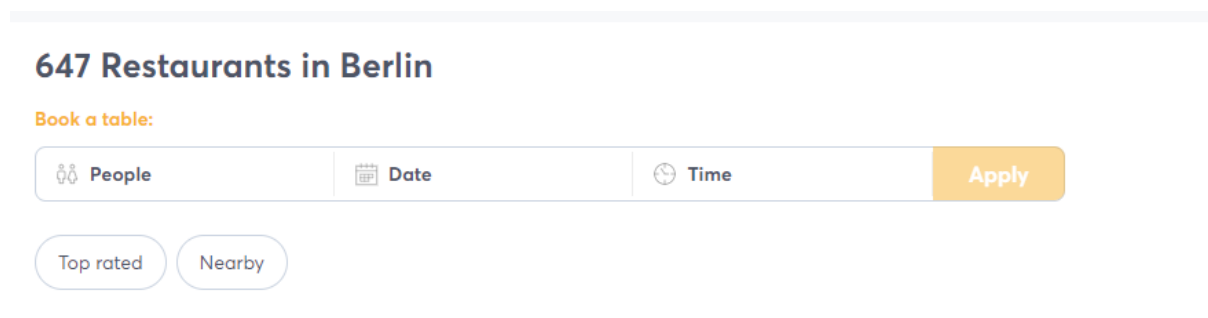 647 Restaurants in Berlin
Book a table:
People Date Time Apply
Top rated Nearby